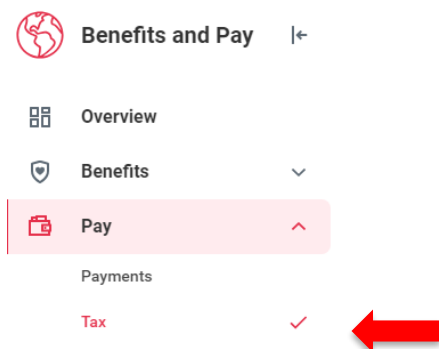 Benefits and Pay
Overview
Benefits
Pay
Payments
Tax